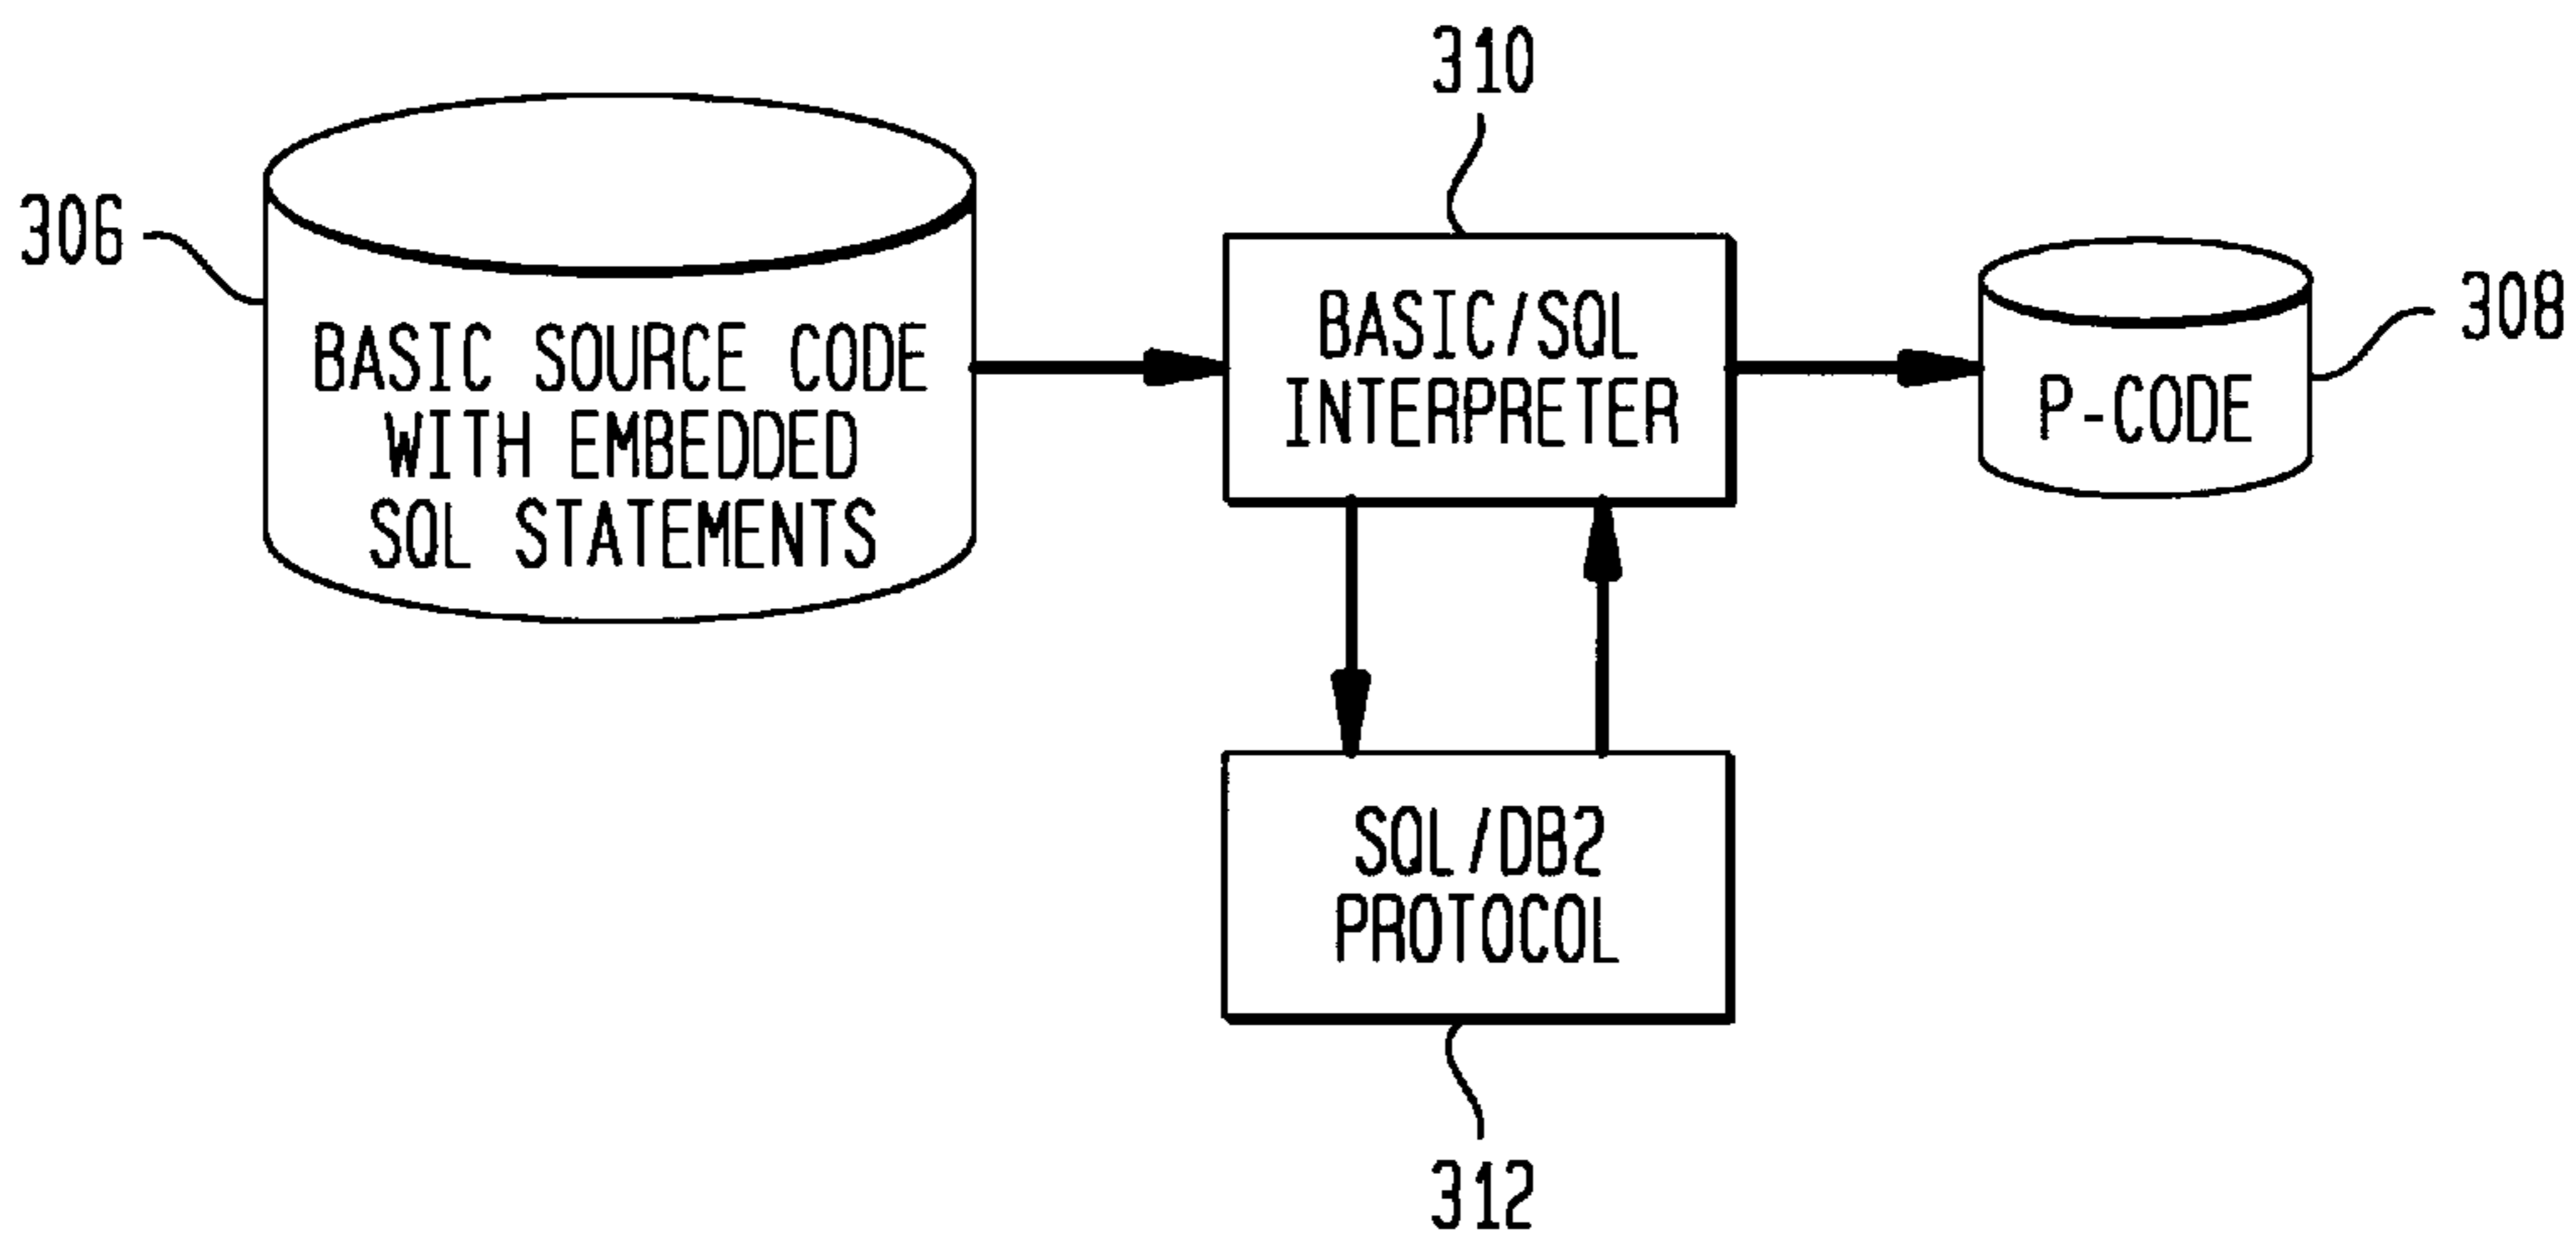 310
306
BASIC SOURCE CODE
WITH EMBEDDED
SQL STATEMENTS
BASIC/SQL
INTERPRETER
P-CODE
308
SQL/DB2
PROTOCOL
312